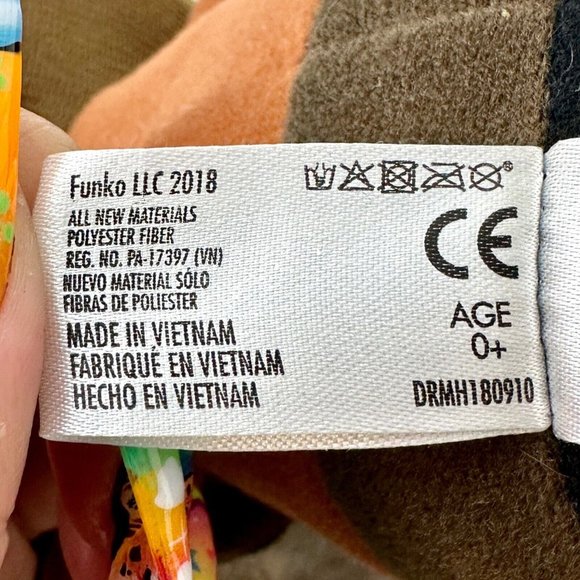 Funko LLC 2018
ALL NEW MATERIALS
POLYESTER FIBER
REG. NO. PA-17397 (VN)
NUEVO MATERIAL SÓLO
FIBRAS DE POLIESTER
MADE IN VIETNAM
FABRIQUÉ EN VIETNAM
HECHO EN VIETNAM
CE
AGE
0+
DRMH180910